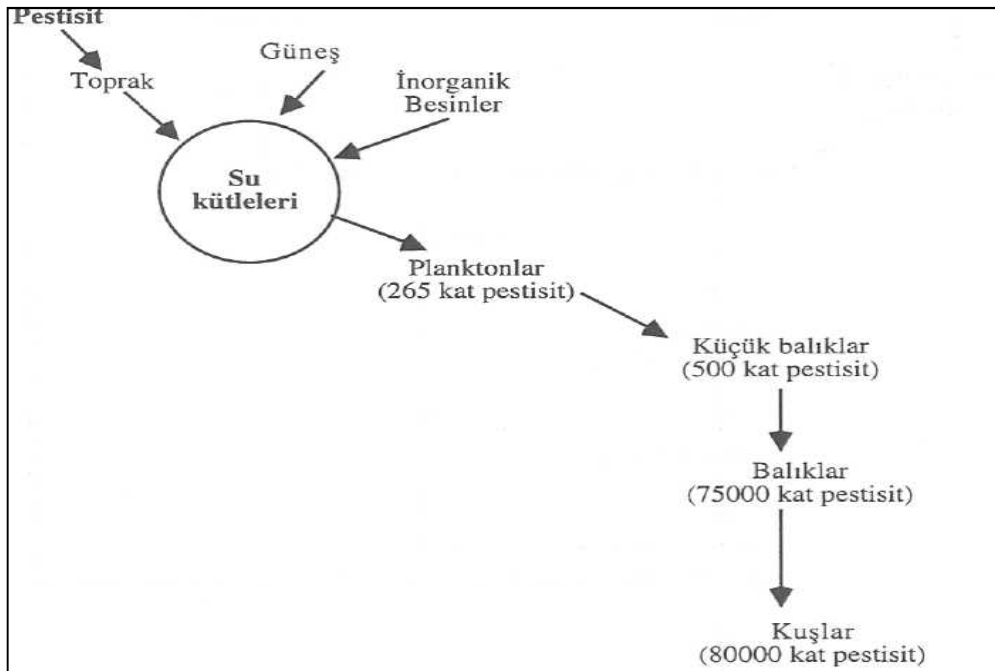 Pestisit
Güneş
Toprak
İnorganik
Besinler
Su
kütleleri
Planktonlar
(265 kat pestisit)
Küçük balıklar
(500 kat pestisit)
Balıklar
(75000 kat pestisit)
Kuşlar
(80000 kat pestisit)